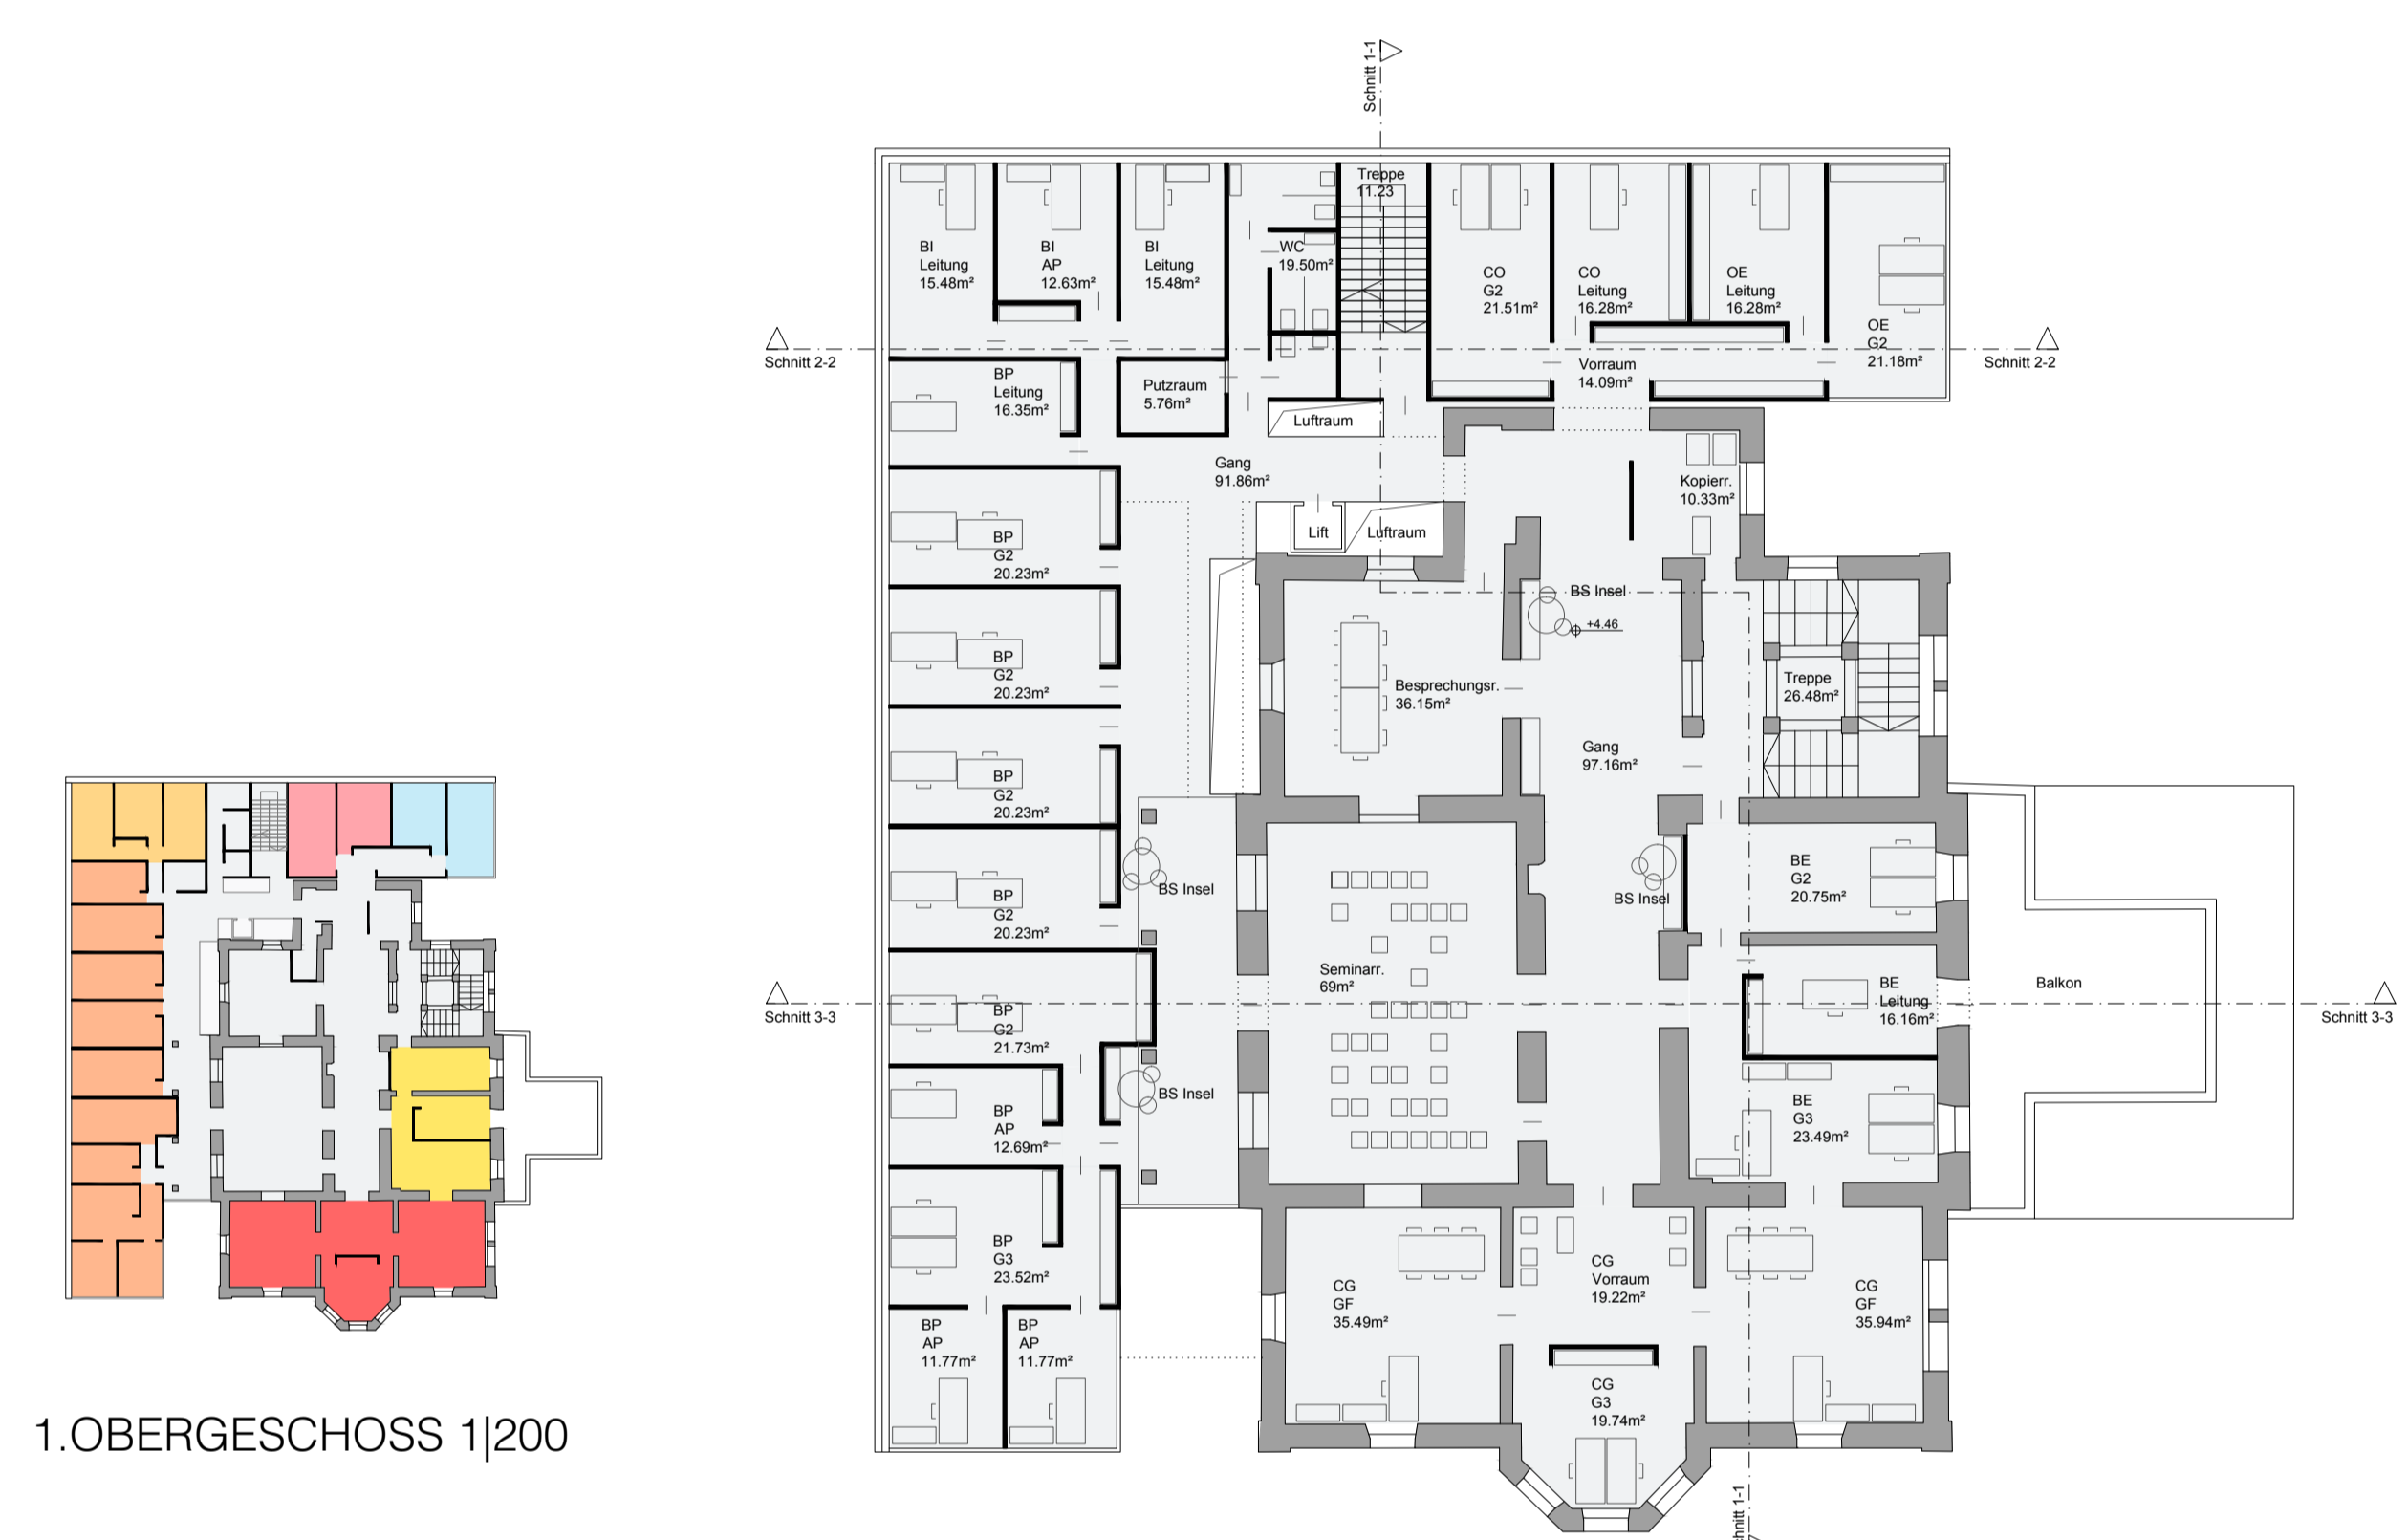 Schnitt 1-1
Treppe
11.23
BI
Leitung
15.48m²
BI
AP
12.63m²
BI
Leitung
15.48m²
WC
19.50m²
CO
G2
21.51m²
CO
Leitung
16.28m²
OE
Leitung
16.28m²
OE
G2
21.18m²
Schnitt 2-2
Schnitt 2-2
BP
Leitung
16.35m²
Putzraum
5.76m²
Vorraum
14.09m²
Luftraum
Gang
91.86m²
Kopierr.
10.33m²
Lift
Luftraum
BP
G2
20.23m²
BS Insel
+4.46
BP
G2
20.23m²
Besprechungsr.
36.15m²
Treppe
26.48m²
Gang
97.16m²
BP
G2
20.23m²
BP
G2
20.23m²
BS Insel
BS Insel
BE
G2
20.75m²
Seminarr.
69m²
BE
Leitung
16.16m²
Balkon
Schnitt 3-3
Schnitt 3-3
BP
G2
21.73m²
BS Insel
BP
AP
12.69m²
BE
G3
23.49m²
BP
G3
23.52m²
CG
GF
35.49m²
CG
Vorraum
19.22m²
CG
GF
35.94m²
BP
AP
11.77m²
BP
AP
11.77m²
CG
G3
19.74m²
1.OBERGESCHOSS 1|200
hnitt 1-1